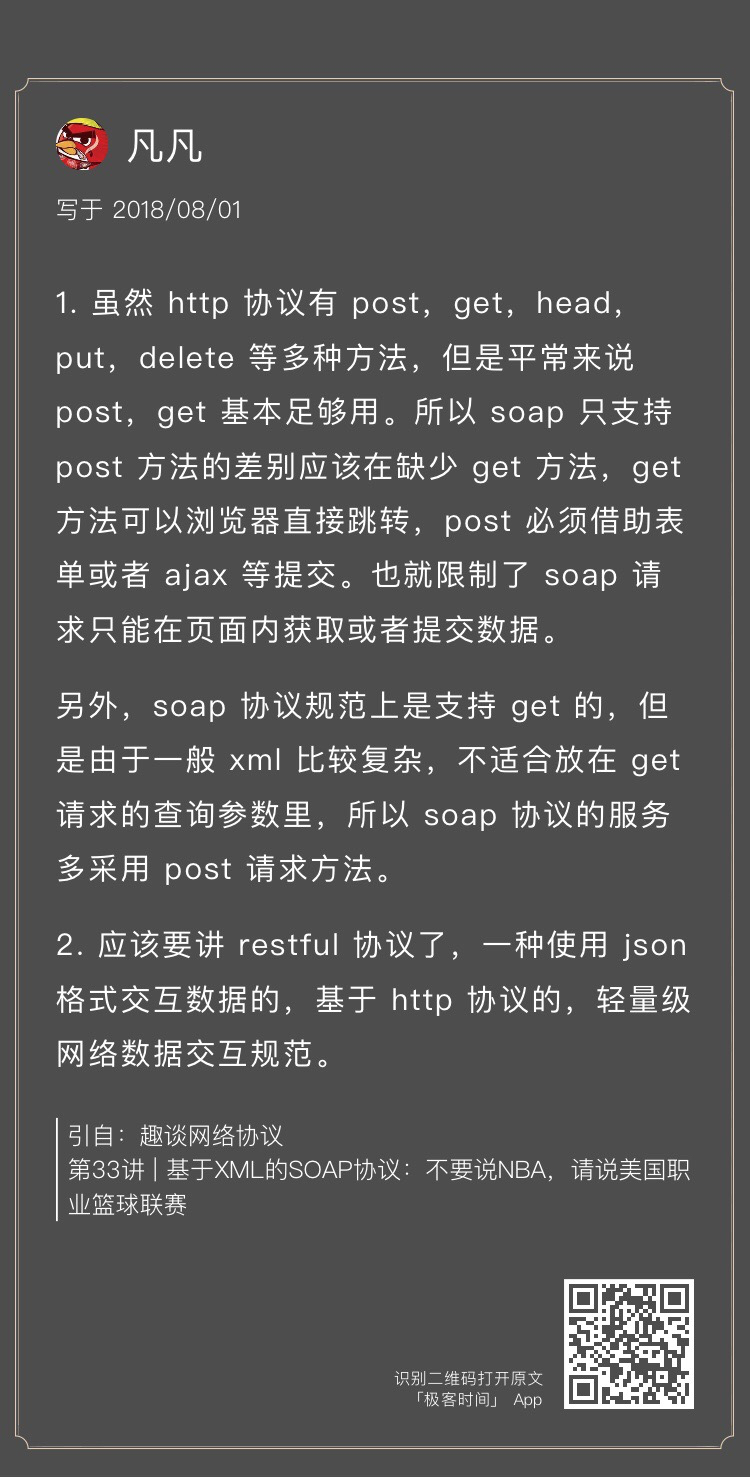 凡凡
写于 2018/08/01
1. 虽然 http 协议有 post，get，head，
put，delete 等多种方法，但是平常来说
post，get 基本足够用。所以 soap 只支持
post 方法的差别应该在缺少 get 方法，get
方法可以浏览器直接跳转，post 必须借助表
单或者 ajax 等提交。也就限制了 soap 请
求只能在页面内获取或者提交数据。
另外，soap 协议规范上是支持 get 的，但
是由于一般 xml 比较复杂，不适合放在 get
请求的查询参数里，所以 soap 协议的服务
多采用 post 请求方法。
2. 应该要讲 restful 协议了，一种使用 json
格式交互数据的，基于 http 协议的，轻量级
网络数据交互规范。
引自：趣谈网络协议
第33讲 | 基于XML的SOAP协议：不要说NBA，请说美国职
业篮球联赛
识别二维码打开原文
「极客时间」 App